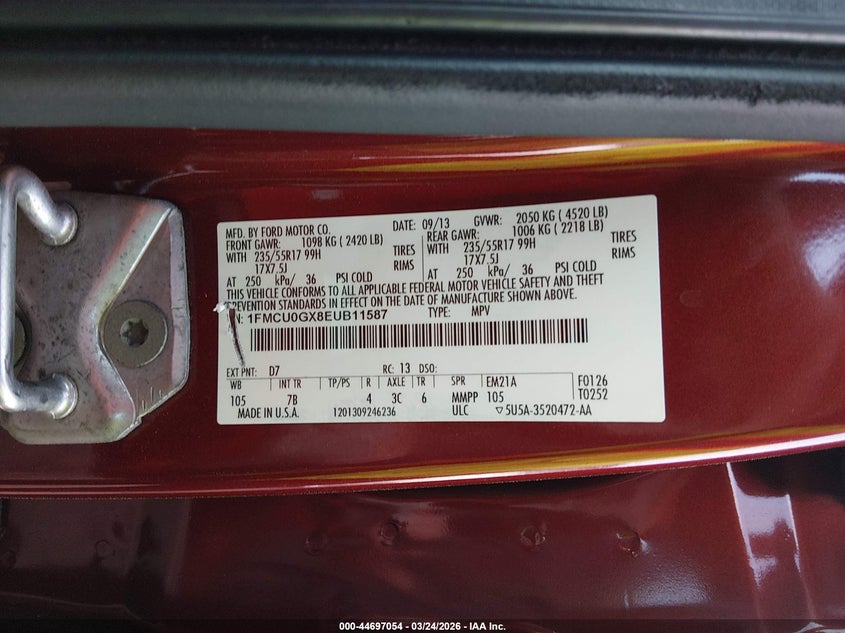 MFD. BY FORD MOTOR CO. DATE: 09/13 GVWR: 2050 KG ( 4520 LB)
FRONT GAWR: 1098 KG ( 2420 LB) REAR GAWR: 1006 KG ( 2218 LB)
WITH 235/55R17 99H TIRES WITH 235/55R17 99H TIRES
17X7.5J RIMS 17X7.5J RIMS
AT 250 kPa/ 36 PSI COLD AT 250 kPa/ 36 PSI COLD
THIS VEHICLE CONFORMS TO ALL APPLICABLE FEDERAL MOTOR VEHICLE SAFETY AND THEFT
PREVENTION STANDARDS IN EFFECT ON THE DATE OF MANUFACTURE SHOWN ABOVE.
1FMCU0GX8EUB11587 TYPE: MPV
EXT PNT: D7 RC: 13 DSO:
WB INT TR TP/PS R AXLE TR SPR EM21A F0126
105 7B 4 3C 6 MMPP 105 T0252
MADE IN U.S.A. 1201309246236 ULC ▽5U5A-3520472-AA
000-44697054 - 03/24/2026 - IAA Inc.